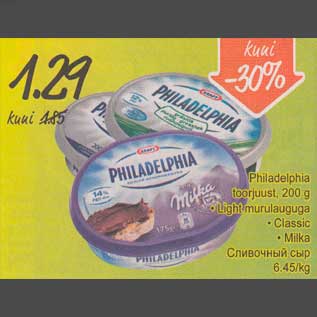 1.29
kuni 1.85
kuni
-30%
PHILADELPHIA
KRAFT
PHILADELPHIA
14%
Milka
175g
Philadelphia
toorjuust, 200 g
• Light murulauguga
• Classic
• Milka
Сливочный сыр
6.45/kg